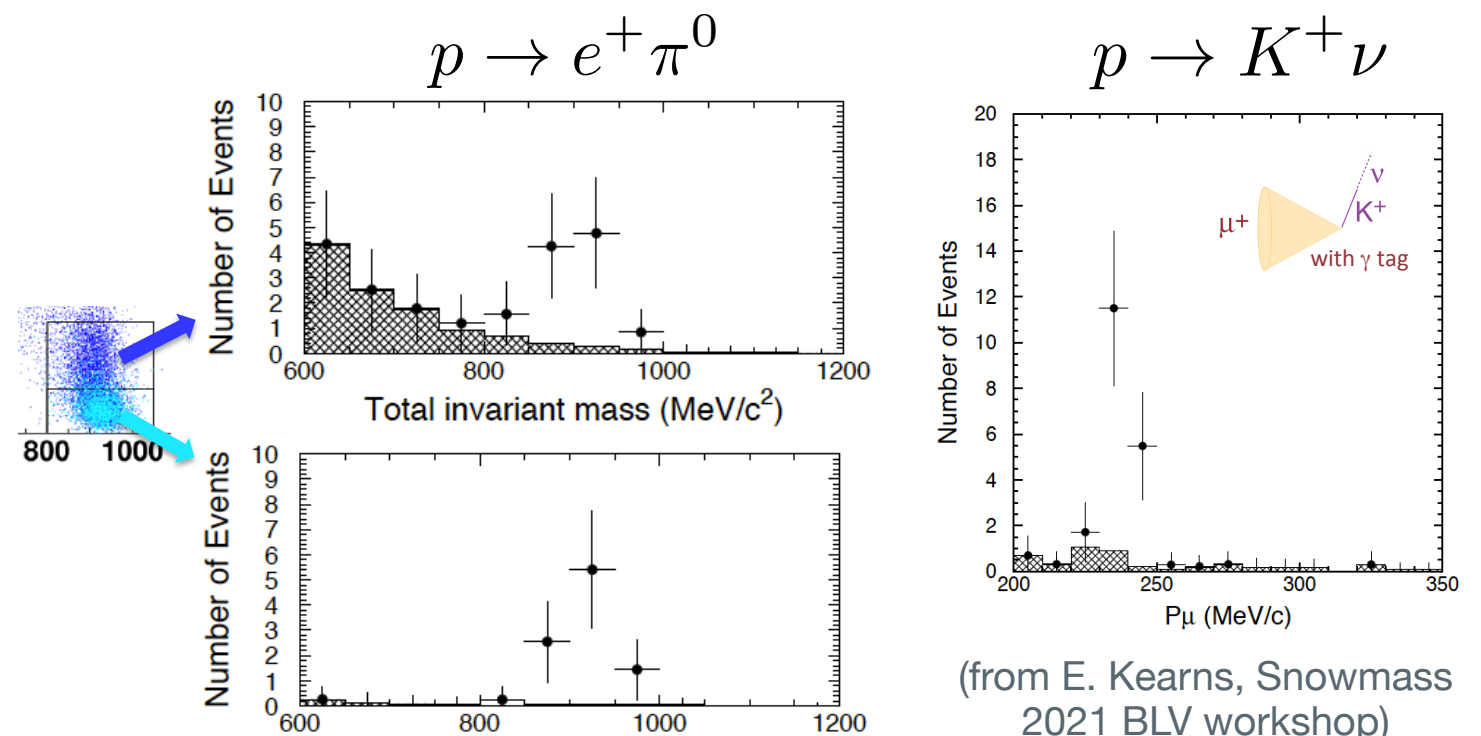 p → e⁺π⁰
10
9
8
7
6
5
4
3
2
1
0
Number of Events
600 800 1000 1200
Total invariant mass (MeV/c²)
800 1000
10
9
8
7
6
5
4
3
2
1
0
Number of Events
600 800 1000 1200
p → K⁺ν
20
18
16
14
12
10
8
6
4
2
0
Number of Events
ν
K⁺
μ⁺
with γ tag
200 250 300 350
Pμ (MeV/c)
(from E. Kearns, Snowmass
2021 BLV workshop)